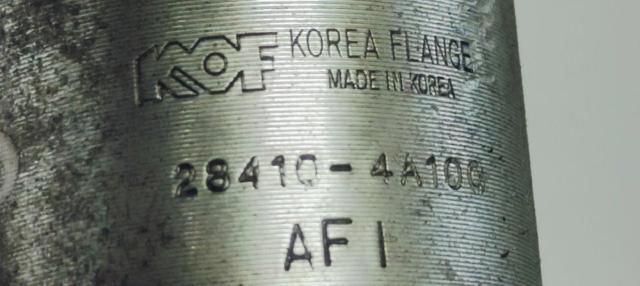 KOF KOREA FLANGE
MADE IN KOREA
28410-4A100
AF I